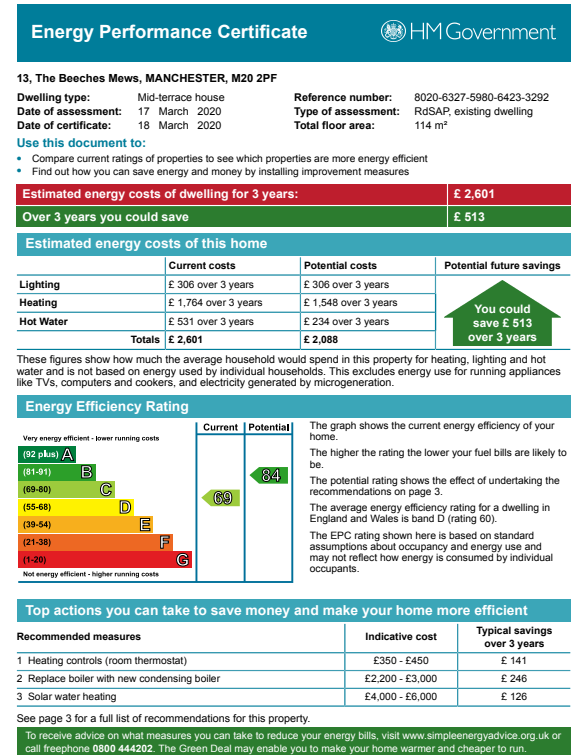 Energy Performance Certificate
HM Government
13, The Beeches Mews, MANCHESTER, M20 2PF
Dwelling type: Mid-terrace house
Date of assessment: 17 March 2020
Date of certificate: 18 March 2020
Reference number: 8020-6327-5980-6423-3292
Type of assessment: RdSAP, existing dwelling
Total floor area: 114 m²
Use this document to:
• Compare current ratings of properties to see which properties are more energy efficient
• Find out how you can save energy and money by installing improvement measures
Estimated energy costs of dwelling for 3 years: £ 2,601
Over 3 years you could save £ 513
Estimated energy costs of this home
Current costs Potential costs Potential future savings
Lighting £ 306 over 3 years £ 306 over 3 years
Heating £ 1,764 over 3 years £ 1,548 over 3 years
Hot Water £ 531 over 3 years £ 234 over 3 years
Totals £ 2,601 £ 2,088
You could
save £ 513
over 3 years
These figures show how much the average household would spend in this property for heating, lighting and hot
water and is not based on energy used by individual households. This excludes energy use for running appliances
like TVs, computers and cookers, and electricity generated by microgeneration.
Energy Efficiency Rating
Current Potential
Very energy efficient - lower running costs
(92 plus) A
(81-91) B
(69-80) C
(55-68) D
(39-54) E
(21-38) F
(1-20) G
Not energy efficient - higher running costs
69
84
The graph shows the current energy efficiency of your
home.
The higher the rating the lower your fuel bills are likely to
be.
The potential rating shows the effect of undertaking the
recommendations on page 3.
The average energy efficiency rating for a dwelling in
England and Wales is band D (rating 60).
The EPC rating shown here is based on standard
assumptions about occupancy and energy use and
may not reflect how energy is consumed by individual
occupants.
Top actions you can take to save money and make your home more efficient
Recommended measures Indicative cost Typical savings
over 3 years
1 Heating controls (room thermostat) £350 - £450 £ 141
2 Replace boiler with new condensing boiler £2,200 - £3,000 £ 246
3 Solar water heating £4,000 - £6,000 £ 126
See page 3 for a full list of recommendations for this property.
To receive advice on what measures you can take to reduce your energy bills, visit www.simpleenergyadvice.org.uk or
call freephone 0800 444202. The Green Deal may enable you to make your home warmer and cheaper to run.